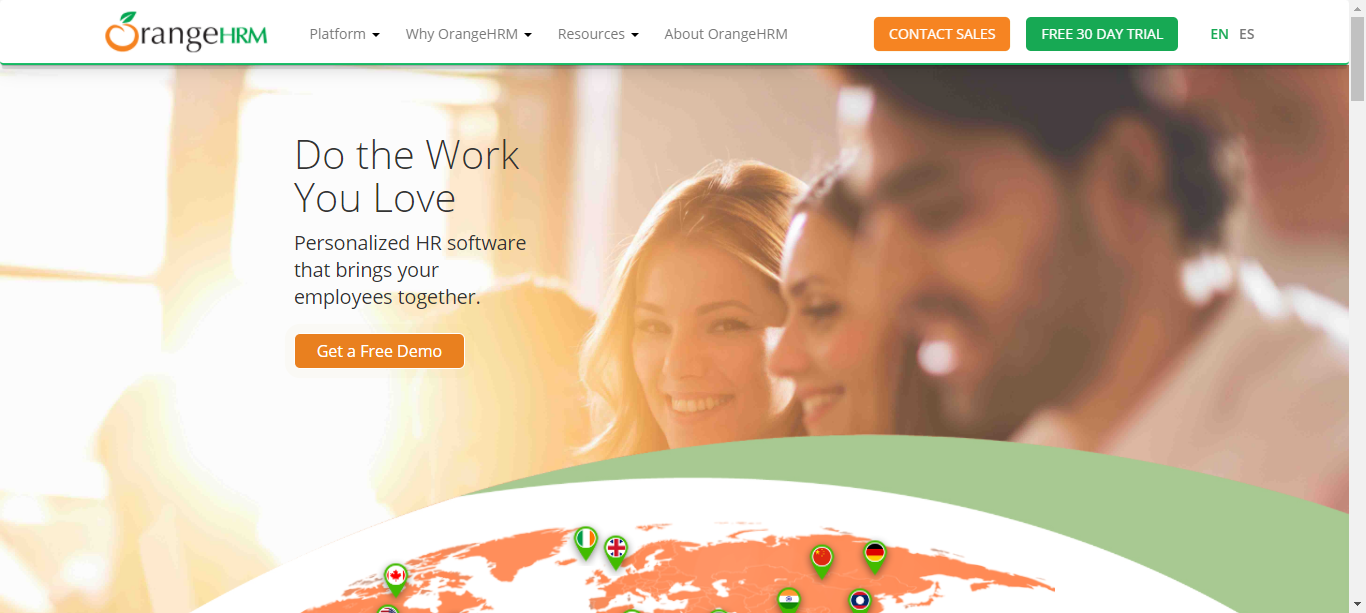 OrangeHRM
Platform
Why OrangeHRM
Resources
About OrangeHRM
CONTACT SALES
FREE 30 DAY TRIAL
EN ES
Do the Work
You Love
Personalized HR software
that brings your
employees together.
Get a Free Demo